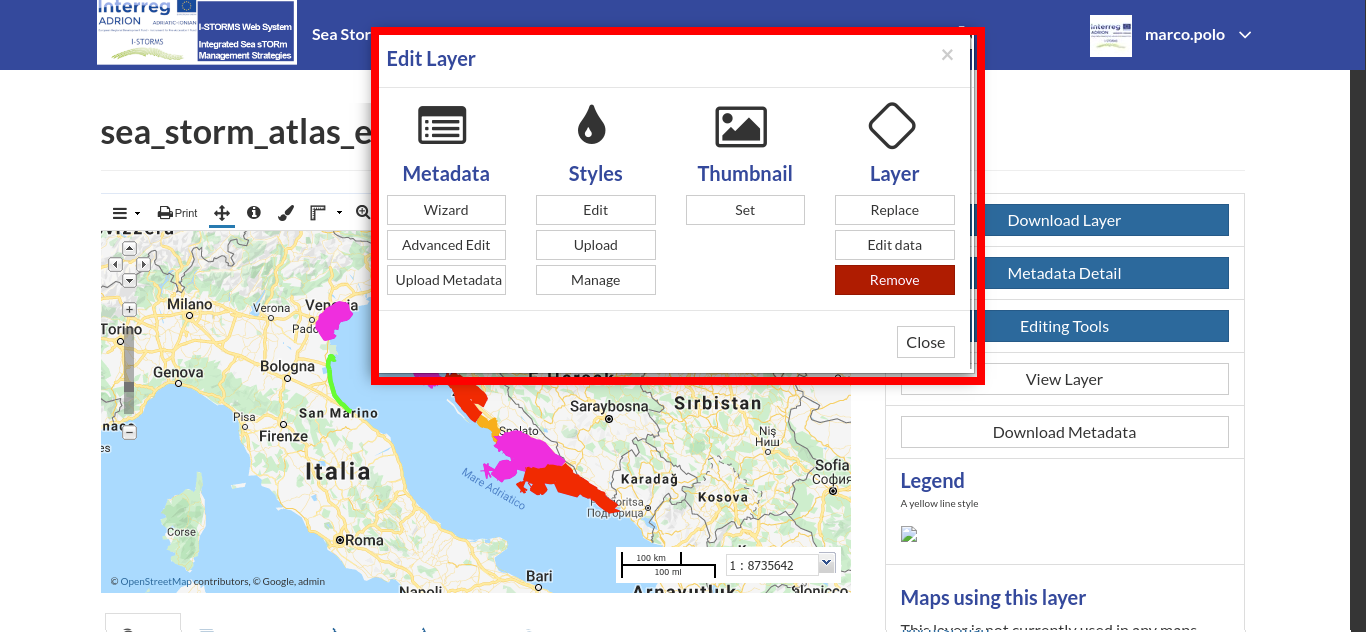 Interreg
ADRION ADRIATIC-IONIAN
I-STORMS
I-STORMS Web System
Integrated Sea sTORm
Management Strategies
Sea Stor
marco.polo
Edit Layer
×
Metadata
Styles
Thumbnail
Layer
Wizard
Edit
Set
Replace
Advanced Edit
Upload
Edit data
Upload Metadata
Manage
Remove
Close
sea_storm_atlas_e
Print
Download Layer
Metadata Detail
Editing Tools
View Layer
Download Metadata
Legend
A yellow line style
Maps using this layer
This layer is not currently used in any maps.
Milano
Verona
Venezia
Torino
Bologna
Genova
San Marino
Pisa
Firenze
Italia
Corse
Roma
Mare Adriatico
Spalato
Saraybosna
Sırbistan
Niş
Ниш
Karadağ
Kosova
Sofia
София
Podgoritsa
Подгорица
Bari
Napoli
Arnavutluk
100 km
100 mi
1 : 8735642
© OpenStreetMap contributors, © Google, admin